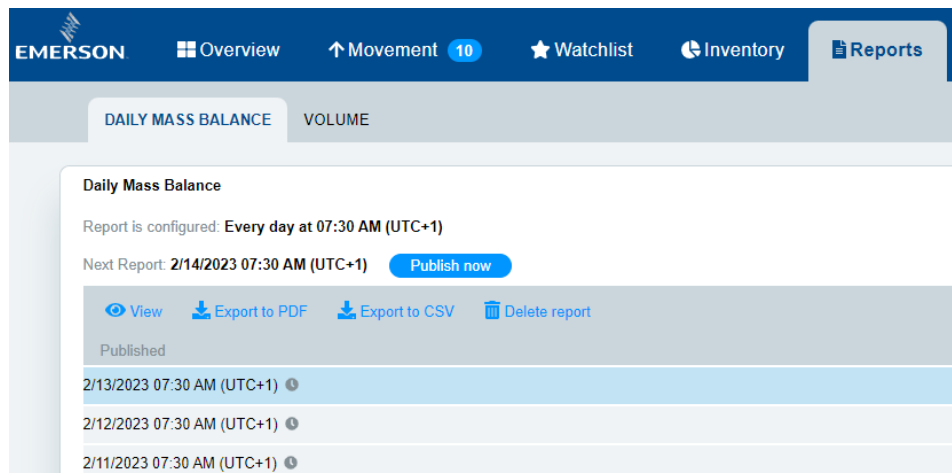 EMERSON Overview Movement 10 Watchlist Inventory Reports
DAILY MASS BALANCE VOLUME
Daily Mass Balance
Report is configured: Every day at 07:30 AM (UTC+1)
Next Report: 2/14/2023 07:30 AM (UTC+1) Publish now
View Export to PDF Export to CSV Delete report
Published
2/13/2023 07:30 AM (UTC+1)
2/12/2023 07:30 AM (UTC+1)
2/11/2023 07:30 AM (UTC+1)